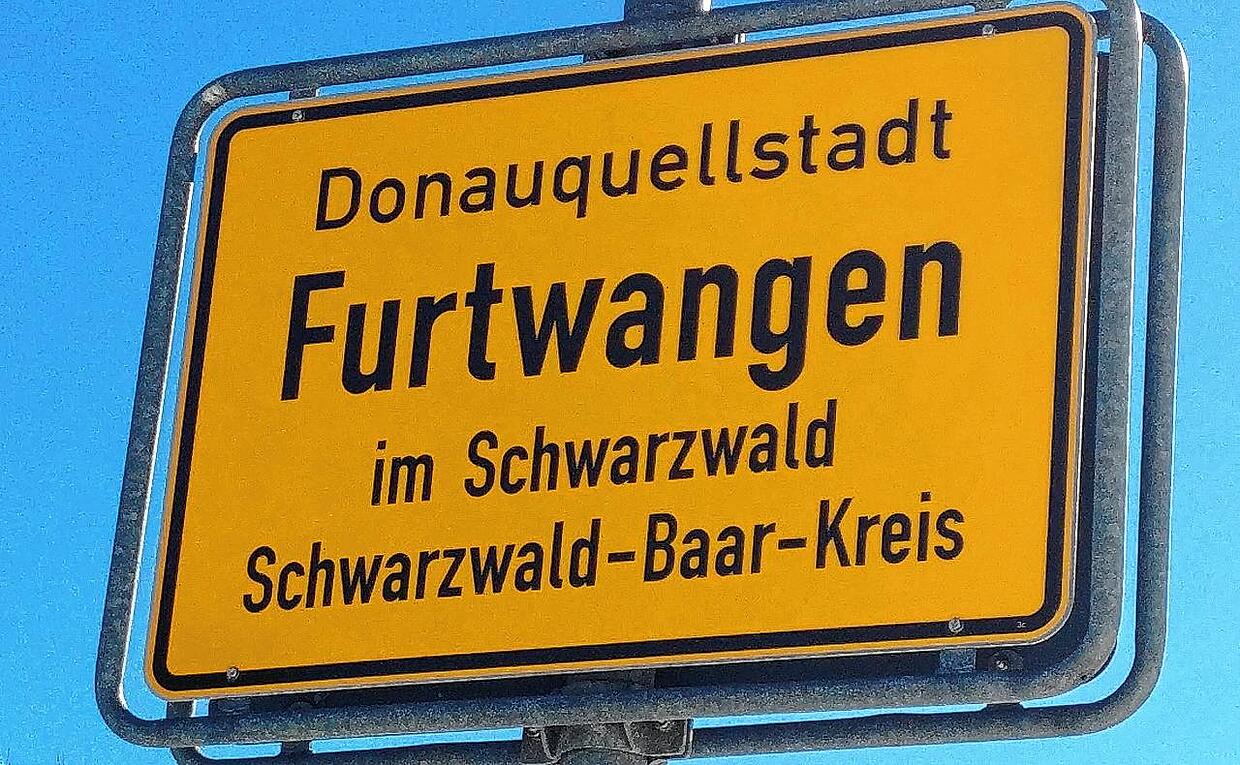 Donauquellstadt
Furtwangen
im Schwarzwald
Schwarzwald-Baar-Kreis